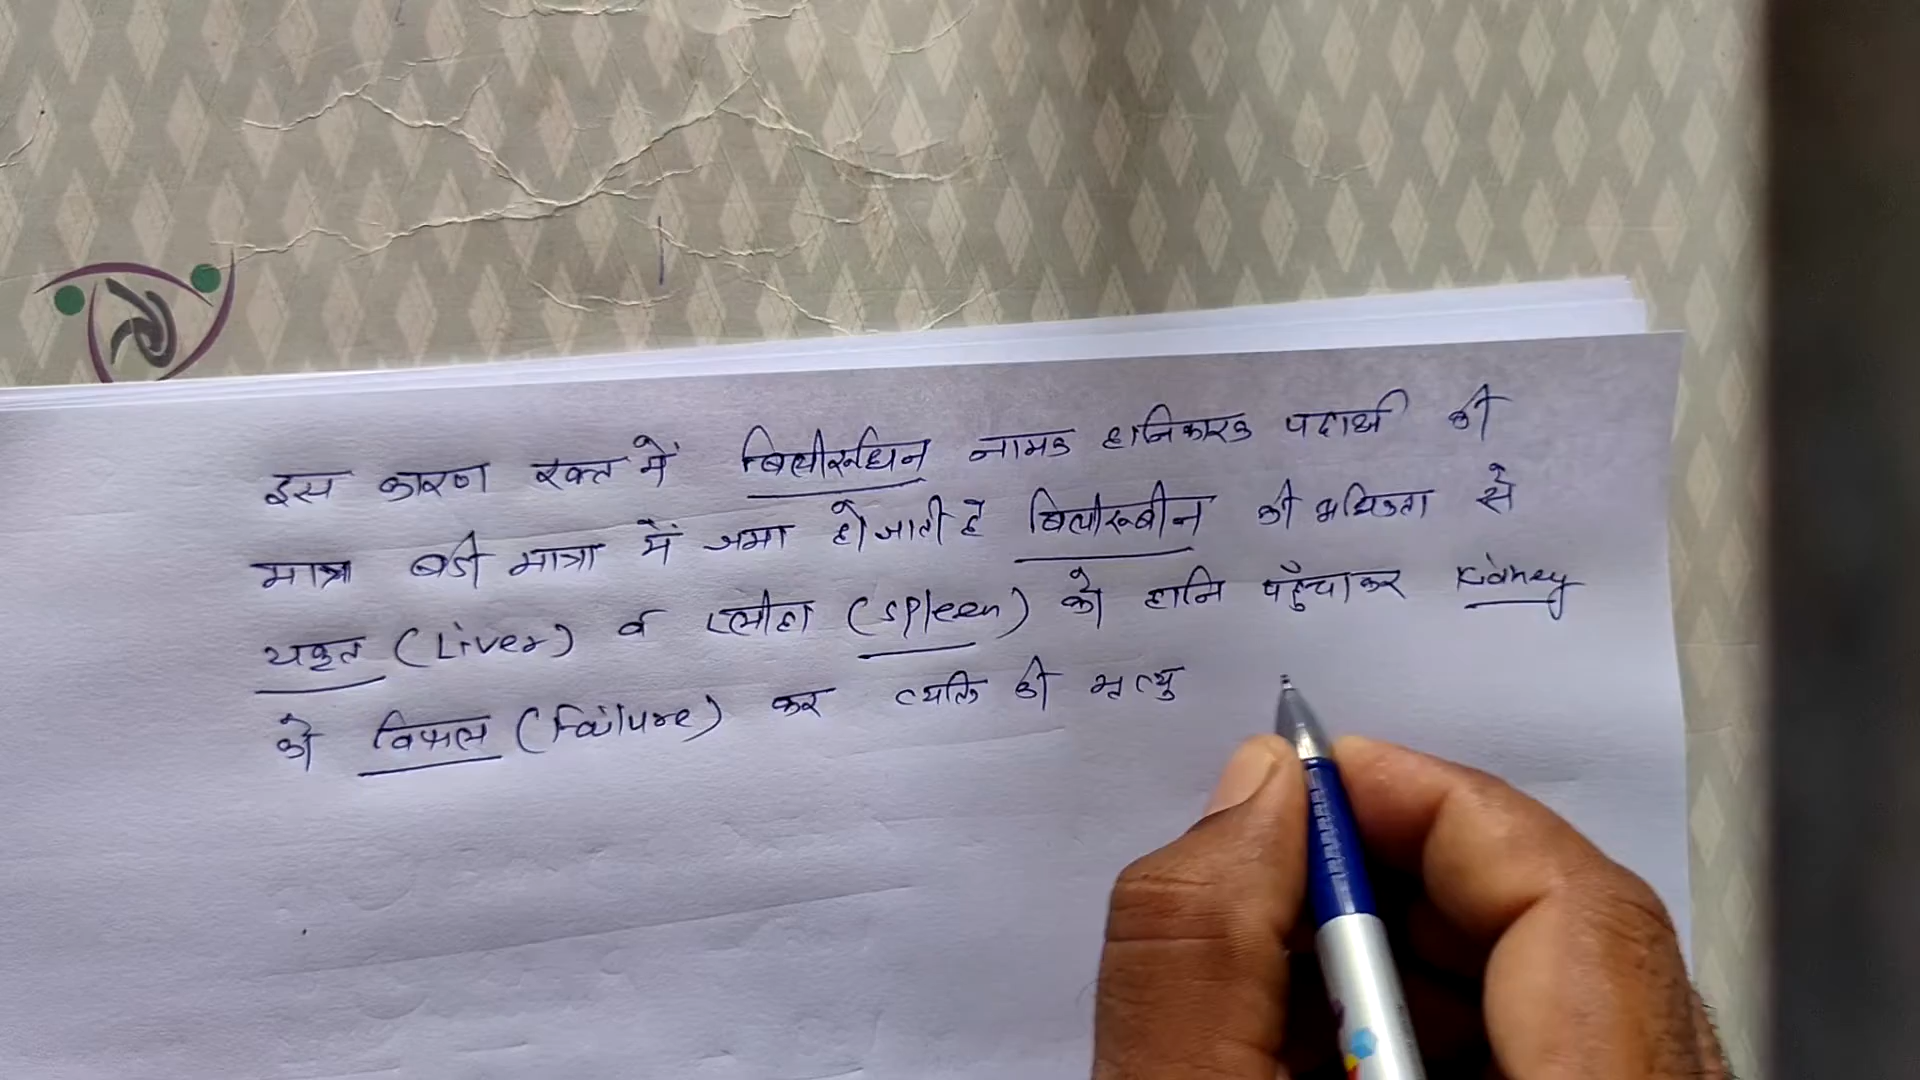 इस कारण रक्त में बिलीरुधिन नामक हानिकारक पदार्थ की
मात्रा बडी मात्रा में जमा हो जाती है बिलीरूबीन की अधिकता से
यकृत (Liver) व प्लीहा (spleen) को हानि पहुँचाकर Kidney
को विफल (Failure) कर व्यक्ति की मृत्यु